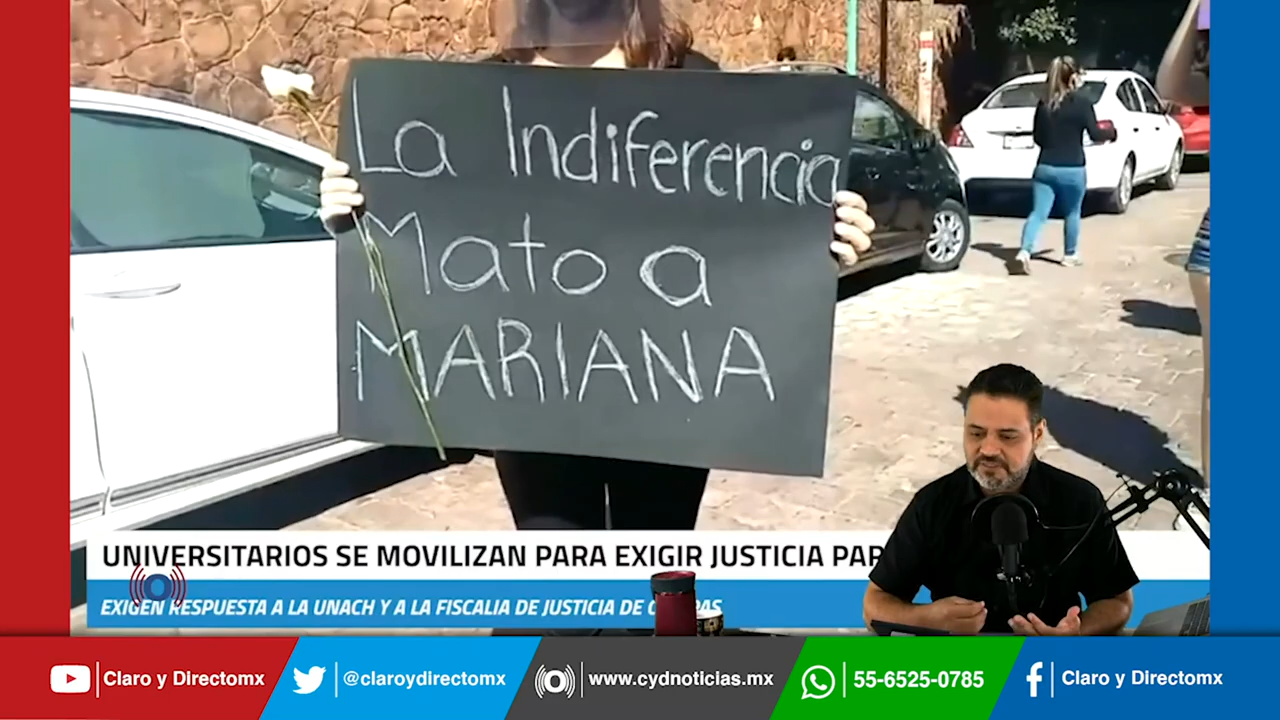 La Indiferencia
Mato a
MARIANA
UNIVERSITARIOS SE MOVILIZAN PARA EXIGIR JUSTICIA
EXIGEN RESPUESTA A LA UNACH Y A LA FISCALIA DE JUSTICIA DE
Claro y Directomx
@claroydirectomx
www.cydnoticias.mx
55-6525-0785
Claro y Directomx